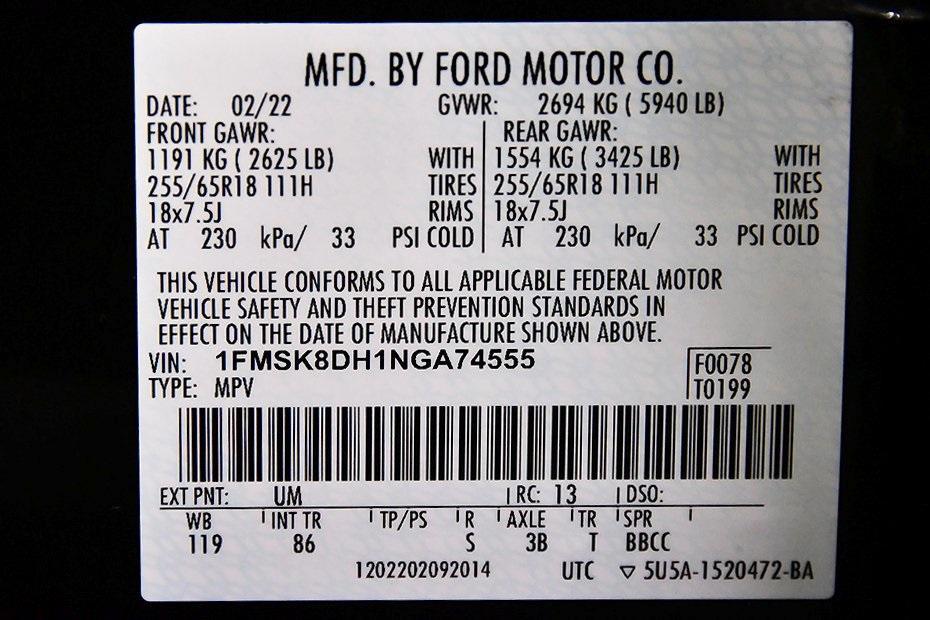 MFD. BY FORD MOTOR CO.
DATE: 02/22 GVWR: 2694 KG ( 5940 LB)
FRONT GAWR: REAR GAWR:
1191 KG ( 2625 LB) WITH 1554 KG ( 3425 LB) WITH
255/65R18 111H TIRES 255/65R18 111H TIRES
18x7.5J RIMS 18x7.5J RIMS
AT 230 kPa/ 33 PSI COLD AT 230 kPa/ 33 PSI COLD
THIS VEHICLE CONFORMS TO ALL APPLICABLE FEDERAL MOTOR
VEHICLE SAFETY AND THEFT PREVENTION STANDARDS IN
EFFECT ON THE DATE OF MANUFACTURE SHOWN ABOVE.
VIN: 1FMSK8DH1NGA74555 F0078
TYPE: MPV T0199
EXT PNT: UM RC: 13 DSO:
WB INT TR TP/PS R AXLE TR SPR
119 86 S 3B T BBCC
1202202092014 UTC ▽ 5U5A-1520472-BA